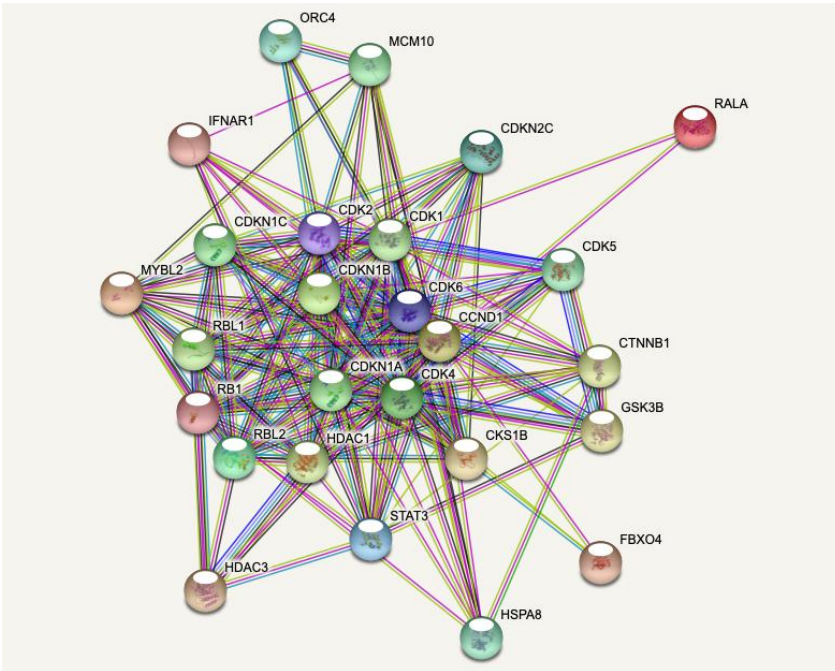 ORC4
MCM10
RALA
IFNAR1
CDKN2C
CDK2
CDK1
CDKN1C
CDK5
MYBL2
CDKN1B
CDK6
CCND1
RBL1
CTNNB1
CDKN1A
CDK4
RB1
GSK3B
RBL2
HDAC1
CKS1B
STAT3
FBXO4
HDAC3
HSPA8